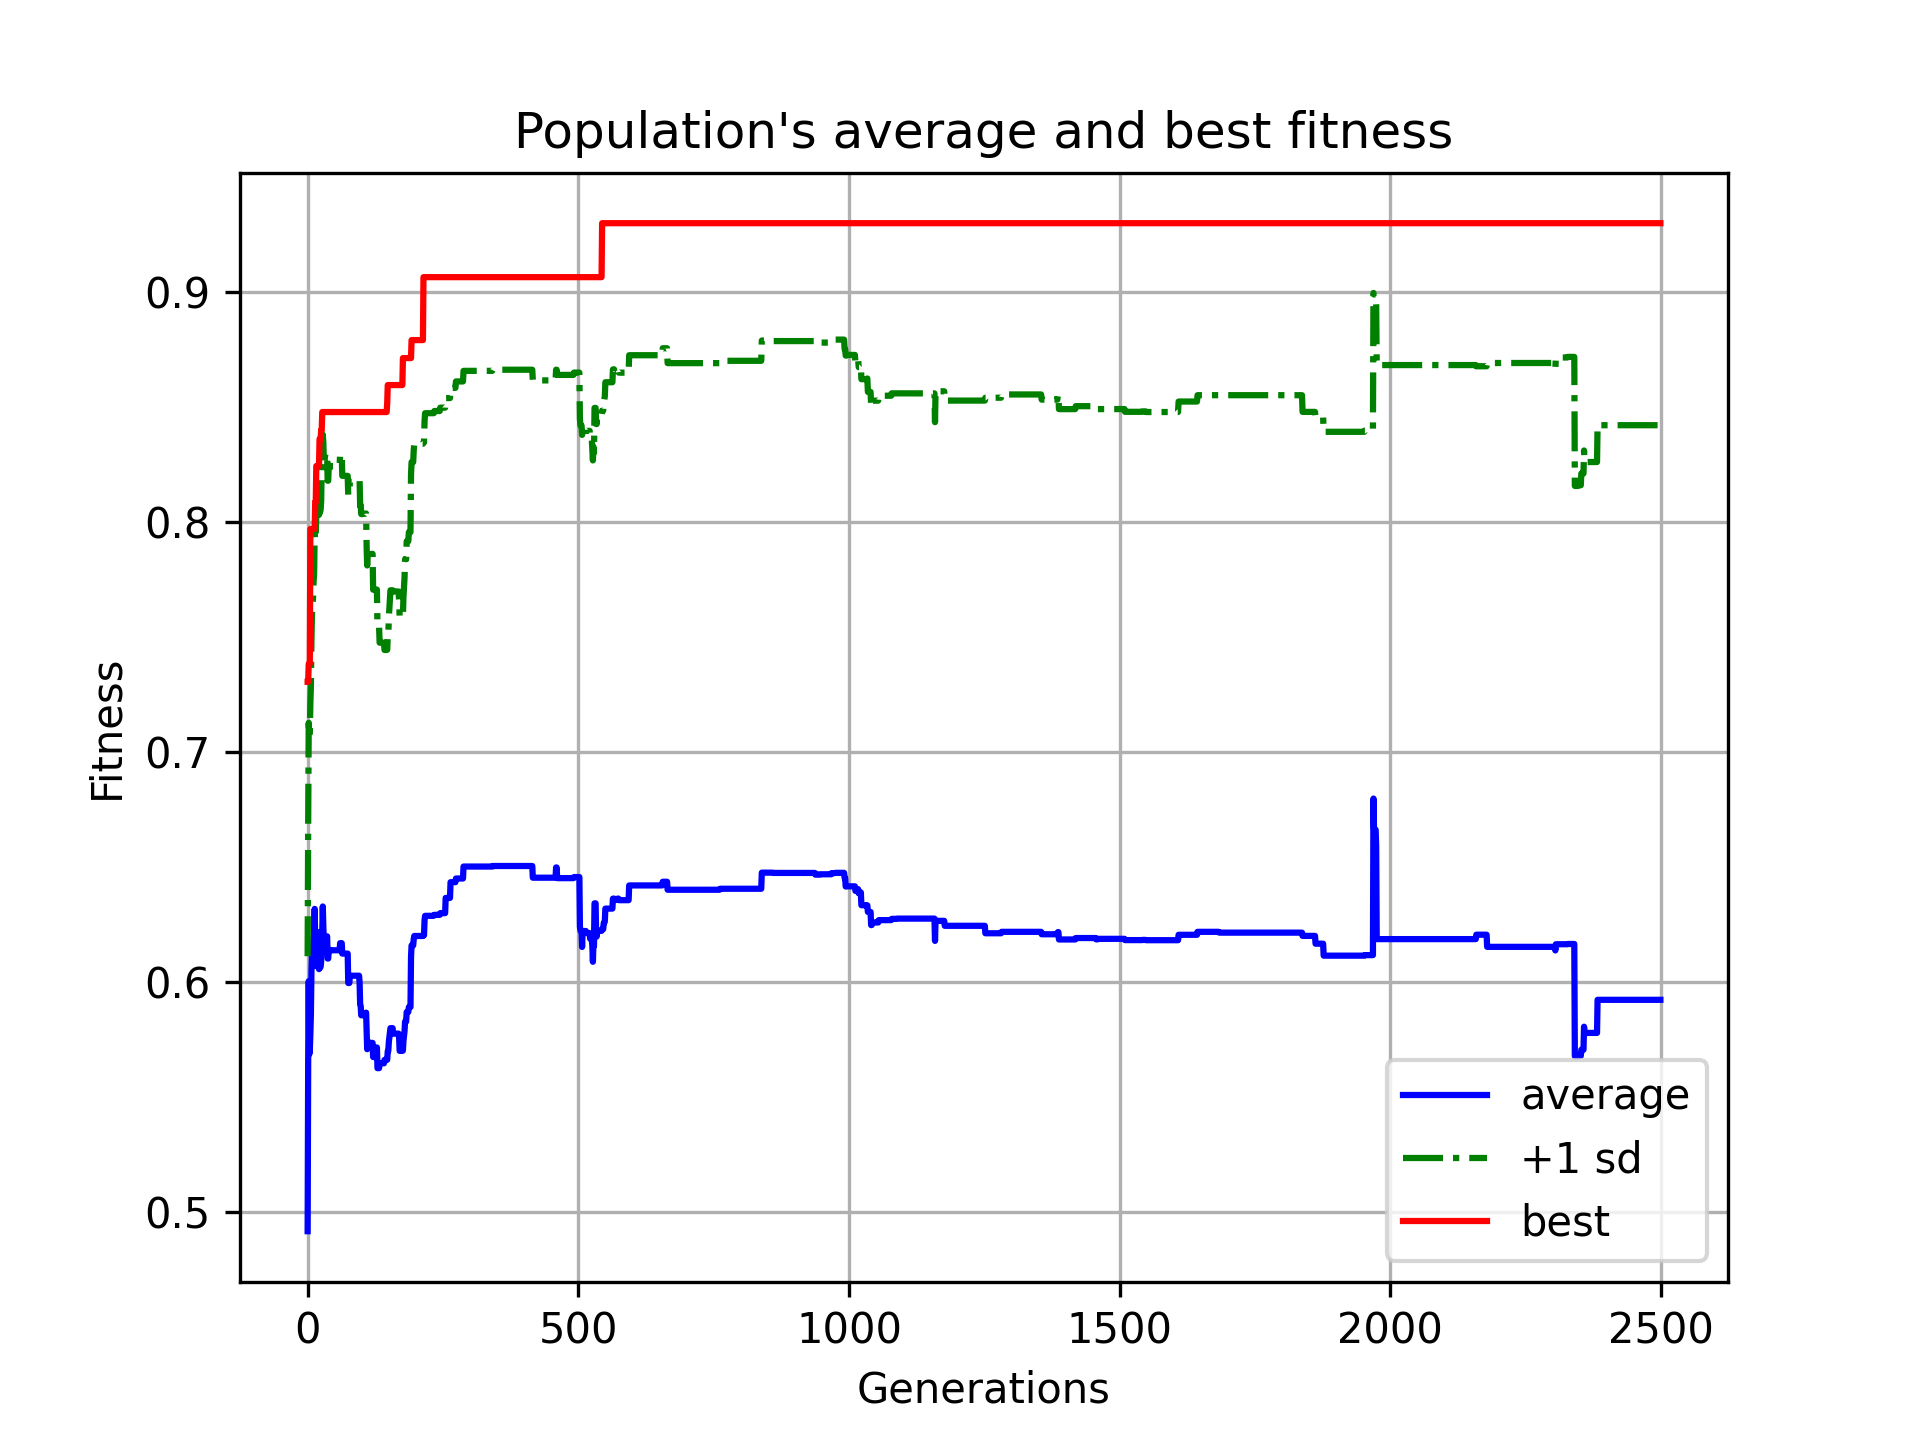 Population's average and best fitness
Fitness
0.9
0.8
0.7
0.6
0.5
0 500 1000 1500 2000 2500
Generations
average
+1 sd
best